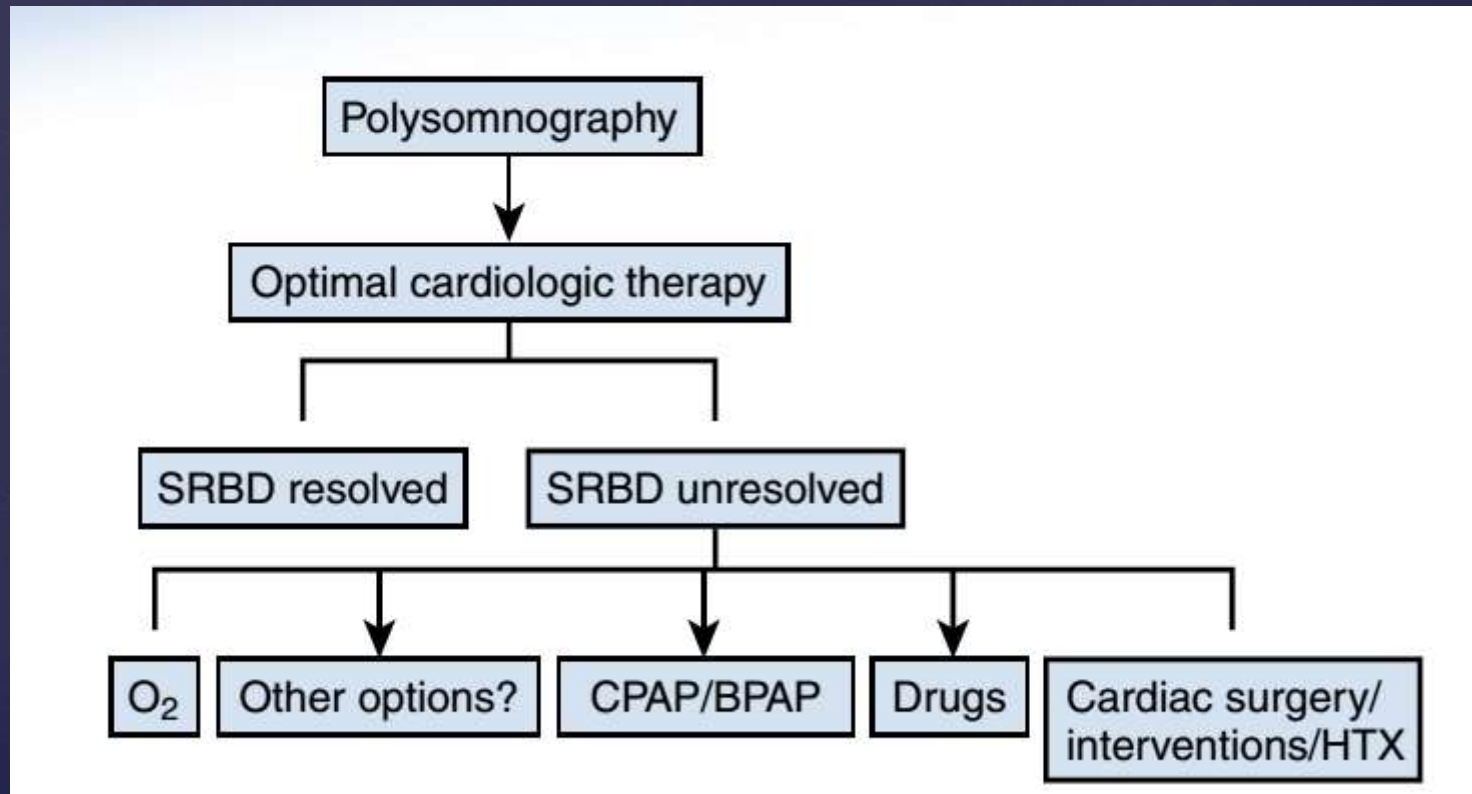 Polysomnography
Optimal cardiologic therapy
SRBD resolved
SRBD unresolved
O₂
Other options?
CPAP/BPAP
Drugs
Cardiac surgery/
interventions/HTX